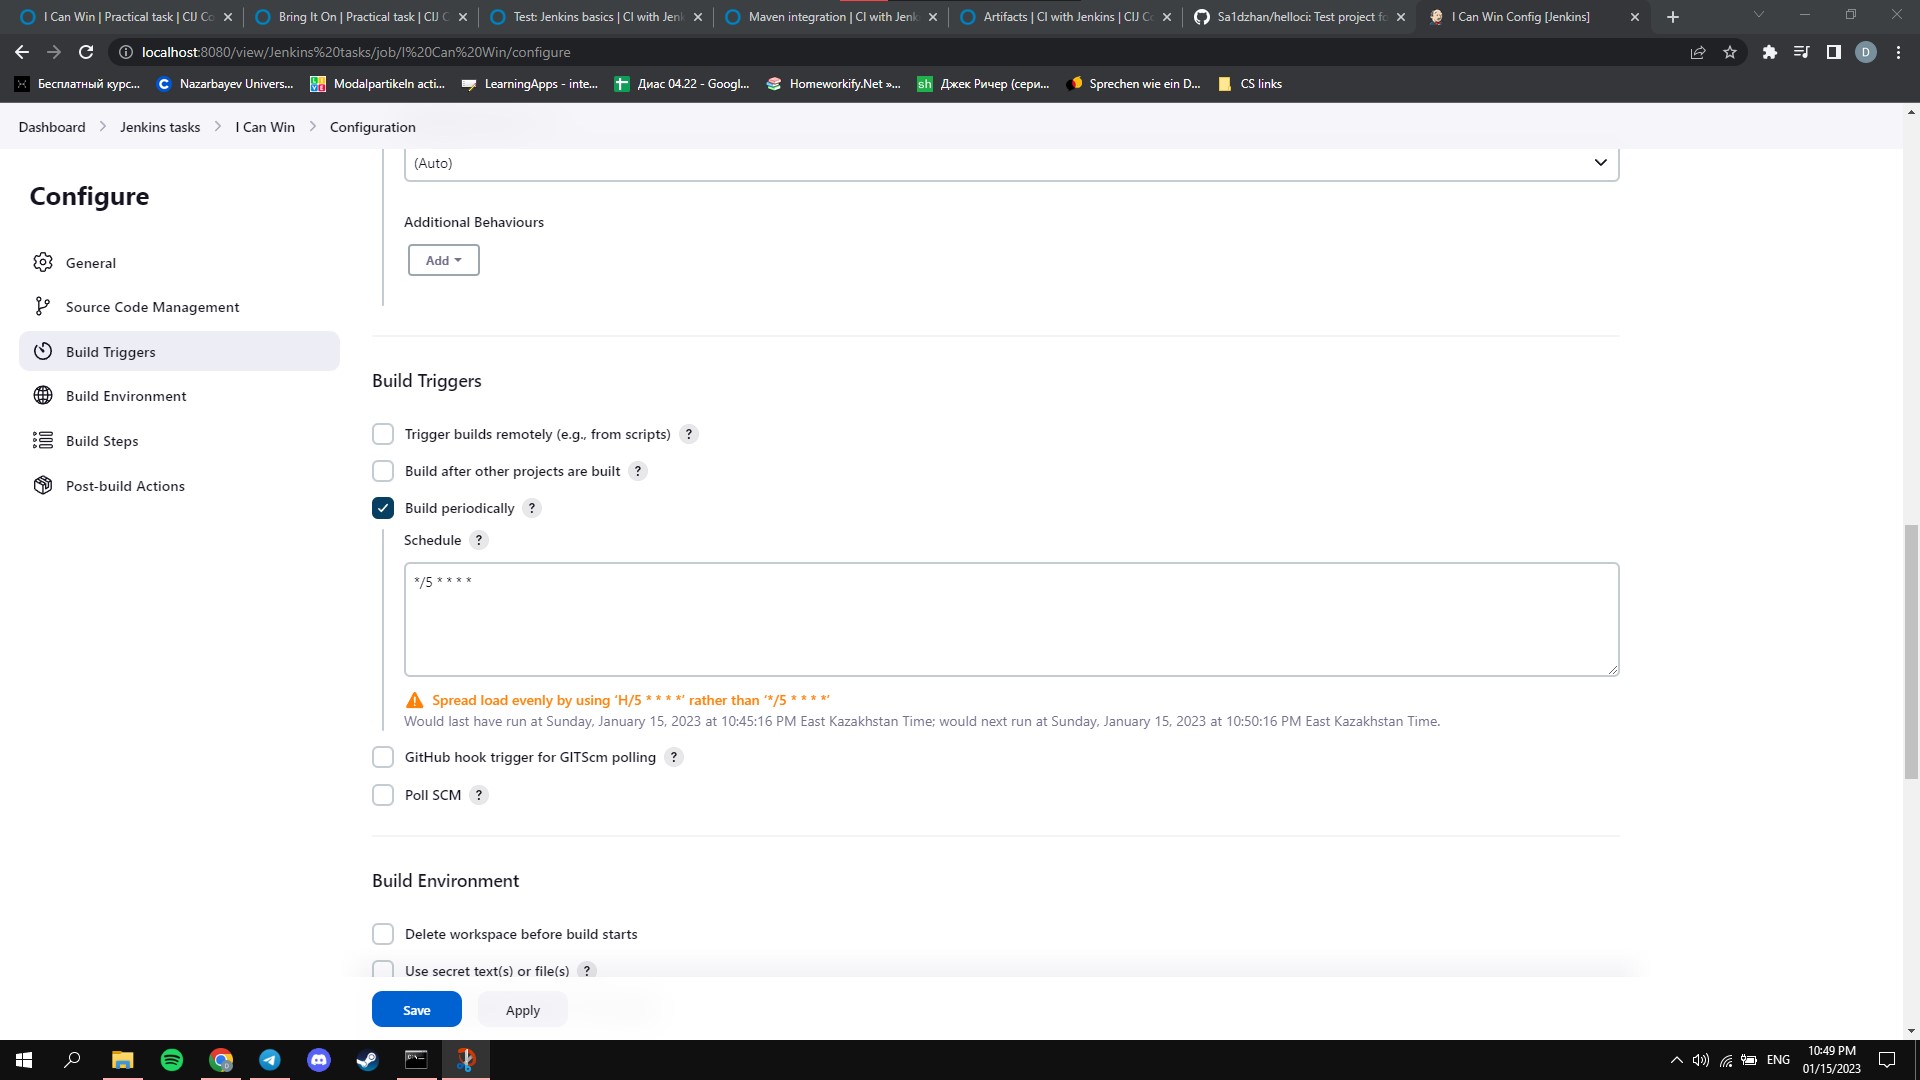 I Can Win | Practical task | CIJ Co
Bring It On | Practical task | CIJ C
Test: Jenkins basics | CI with Jenk
Maven integration | CI with Jenk
Artifacts | CI with Jenkins | CIJ Co
Sa1dzhan/helloci: Test project fo
I Can Win Config [Jenkins]
localhost:8080/view/Jenkins%20tasks/job/I%20Can%20Win/configure
D
Бесплатный курс...
Nazarbayev Univers...
Modalpartikeln acti...
LearningApps - inte...
Диас 04.22 - Googl...
Homeworkify.Net »...
sh
Джек Ричер (сери...
Sprechen wie ein D...
CS links
Dashboard
Jenkins tasks
I Can Win
Configuration
Configure
General
Source Code Management
Build Triggers
Build Environment
Build Steps
Post-build Actions
(Auto)
Additional Behaviours
Add
Build Triggers
Trigger builds remotely (e.g., from scripts) ?
Build after other projects are built ?
Build periodically ?
Schedule ?
*/5 * * * *
Spread load evenly by using ‘H/5 * * * *’ rather than ‘*/5 * * * *’
Would last have run at Sunday, January 15, 2023 at 10:45:16 PM East Kazakhstan Time; would next run at Sunday, January 15, 2023 at 10:50:16 PM East Kazakhstan Time.
GitHub hook trigger for GITScm polling ?
Poll SCM ?
Build Environment
Delete workspace before build starts
Use secret text(s) or file(s) ?
Save
Apply
ENG
10:49 PM
01/15/2023